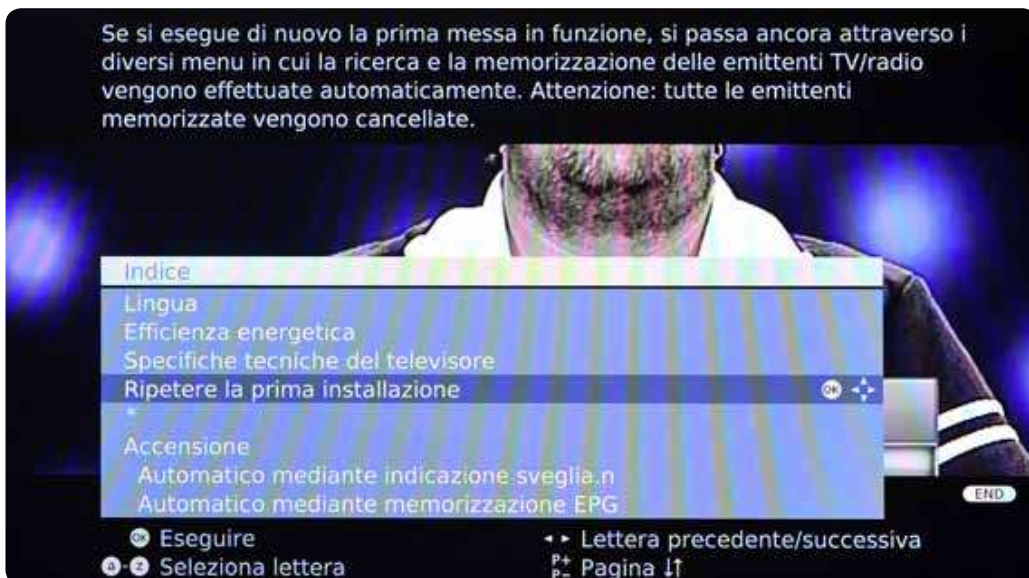 Se si esegue di nuovo la prima messa in funzione, si passa ancora attraverso i
diversi menu in cui la ricerca e la memorizzazione delle emittenti TV/radio
vengono effettuate automaticamente. Attenzione: tutte le emittenti
memorizzate vengono cancellate.
Indice
Lingua
Efficienza energetica
Specifiche tecniche del televisore
Ripetere la prima installazione OK
*
Accensione
Automatico mediante indicazione sveglia.n
Automatico mediante memorizzazione EPG
END
OK Eseguire
Lettera precedente/successiva
a-z Seleziona lettera
P+ P- Pagina ↓↑